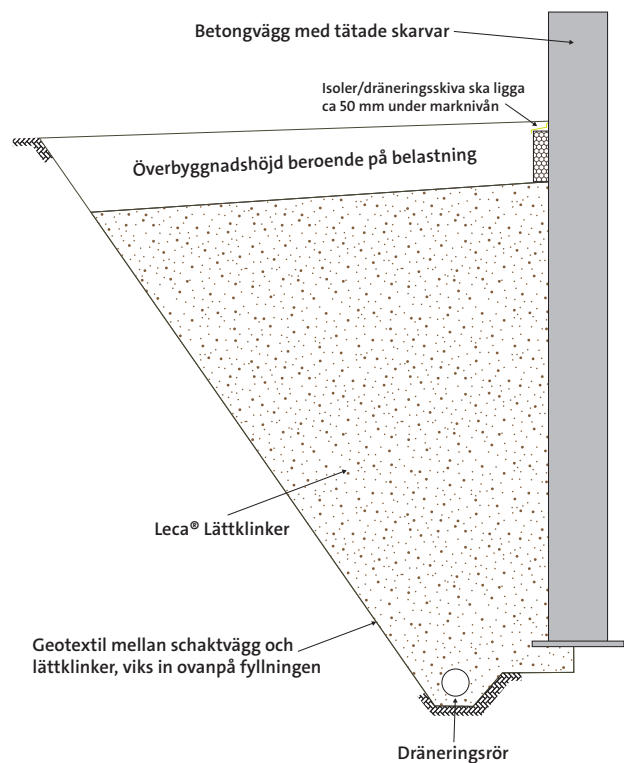 Betongvägg med tätade skarvar
Isoler/dräneringsskiva ska ligga
ca 50 mm under marknivån
Överbyggnadshöjd beroende på belastning
Leca® Lättklinker
Geotextil mellan schaktvägg och
lättklinker, viks in ovanpå fyllningen
Dräneringsrör